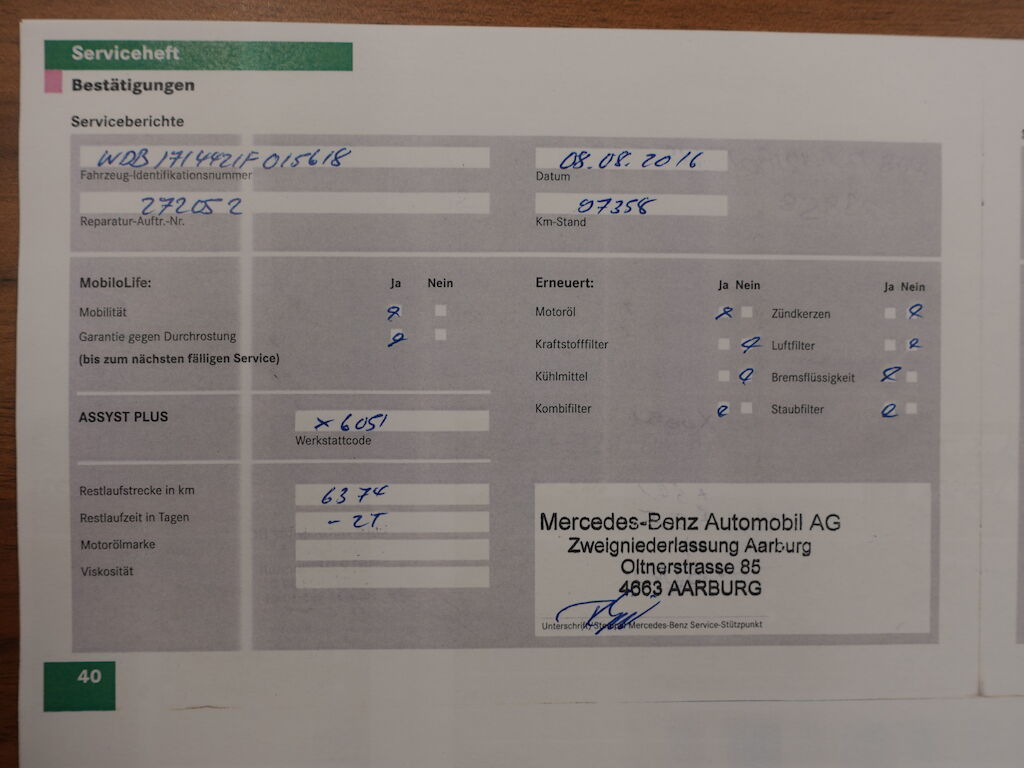 Serviceheft
Bestätigungen
Serviceberichte
WDB 171442 1F 015618 08.08.2016
Fahrzeug-Identifikationsnummer Datum
272052 97358
Reparatur-Auftr.-Nr. Km-Stand
MobiloLife: Ja Nein Erneuert: Ja Nein Ja Nein
Mobilität Motoröl Zündkerzen
Garantie gegen Durchrostung Kraftstofffilter Luftfilter
(bis zum nächsten fälligen Service)
Kühlmittel Bremsflüssigkeit
ASSYST PLUS Kombifilter Staubfilter
x 6051
Werkstattcode
Restlaufstrecke in km 6374
Restlaufzeit in Tagen - 2T
Motorölmarke
Viskosität
Mercedes-Benz Automobil AG
Zweigniederlassung Aarburg
Oltnerstrasse 85
4663 AARBURG
Unterschrift/Stempel Mercedes-Benz Service-Stützpunkt
40